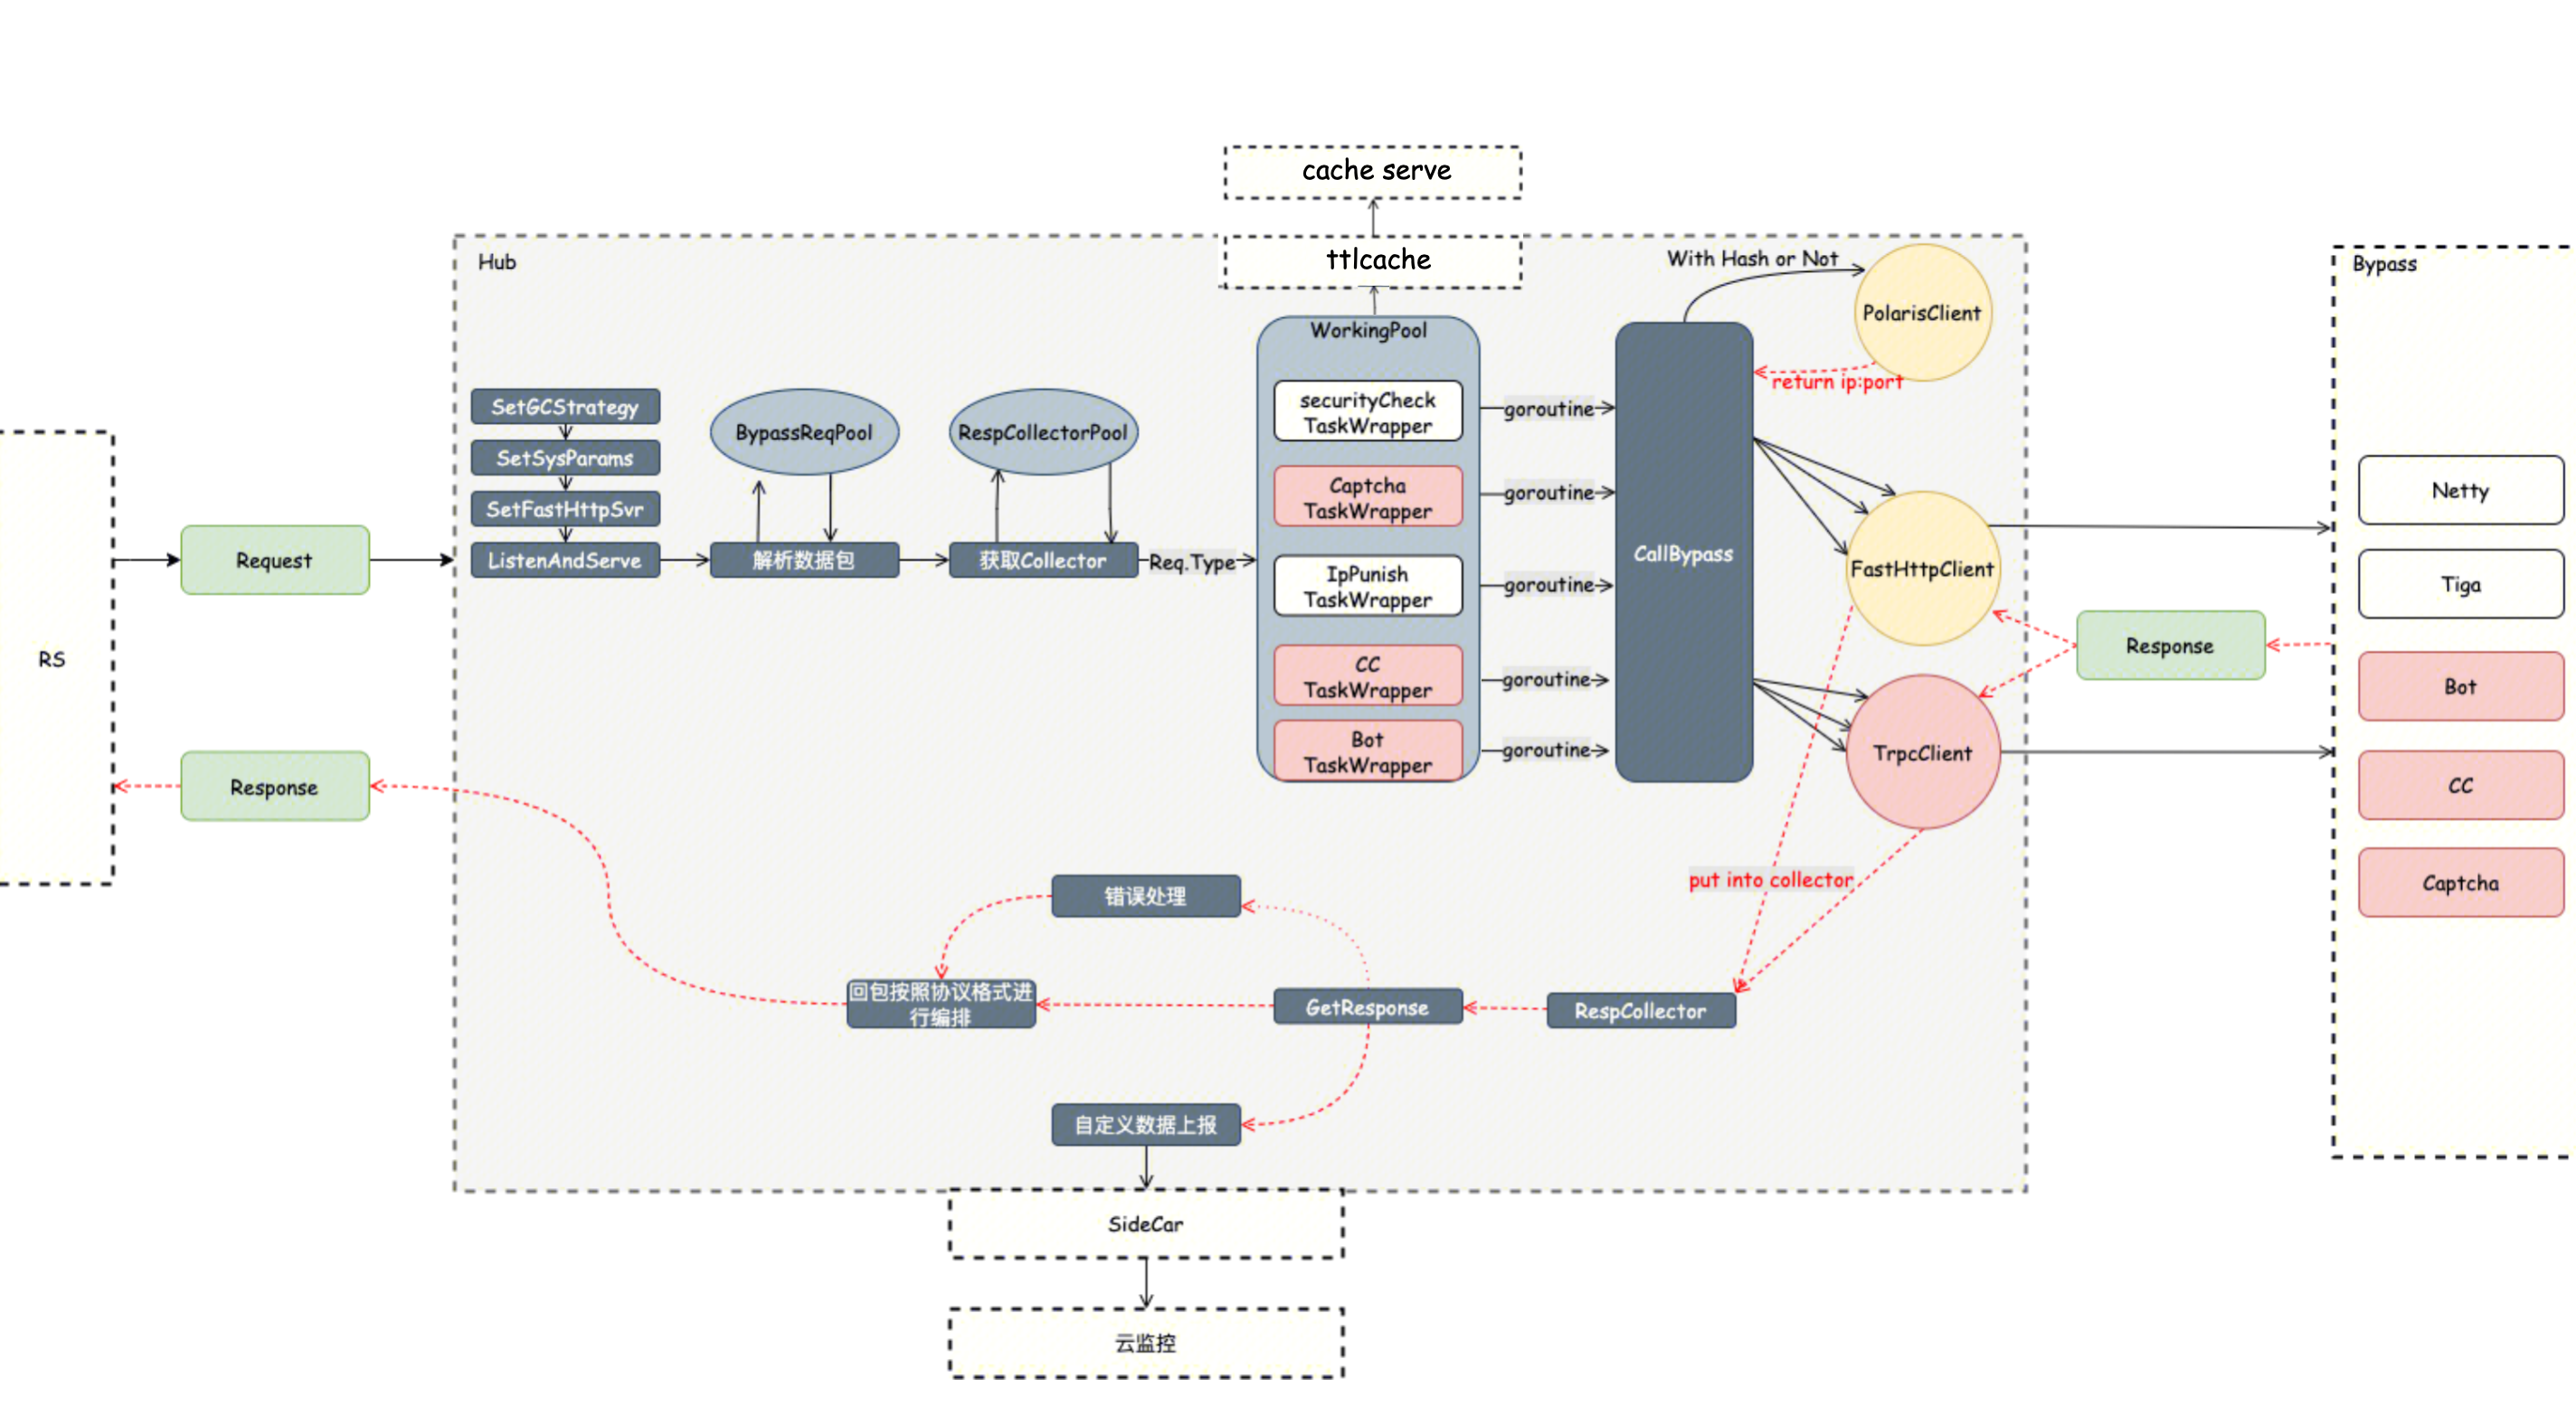 cache serve
ttlcache
Hub
With Hash or Not
Bypass
PolarisClient
WorkingPool
return ip:port
SetGCStrategy
SetSysParams
SetFastHttpSvr
ListenAndServe
BypassReqPool
解析数据包
RespCollectorPool
获取Collector
Req.Type
securityCheck
TaskWrapper
Captcha
TaskWrapper
IpPunish
TaskWrapper
CC
TaskWrapper
Bot
TaskWrapper
goroutine
goroutine
goroutine
goroutine
goroutine
CallBypass
FastHttpClient
TrpcClient
Response
Netty
Tiga
Bot
CC
Captcha
RS
Request
Response
put into collector
错误处理
回包按照协议格式进
行编排
GetResponse
RespCollector
自定义数据上报
SideCar
云监控